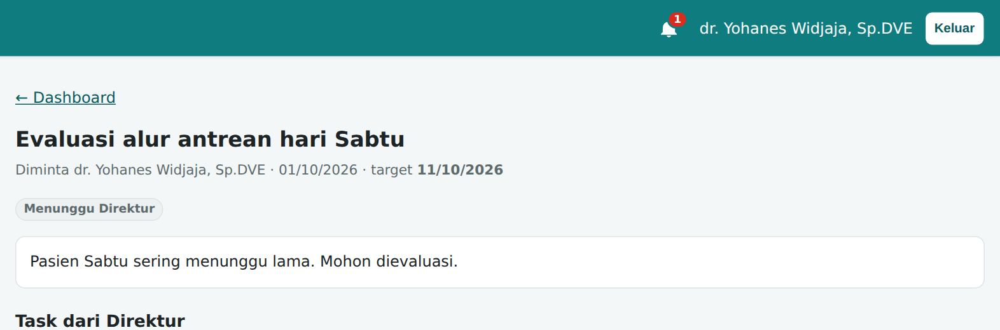 1
dr. Yohanes Widjaja, Sp.DVE
Keluar
← Dashboard
Evaluasi alur antrean hari Sabtu
Diminta dr. Yohanes Widjaja, Sp.DVE · 01/10/2026 · target 11/10/2026
Menunggu Direktur
Pasien Sabtu sering menunggu lama. Mohon dievaluasi.
Task dari Direktur